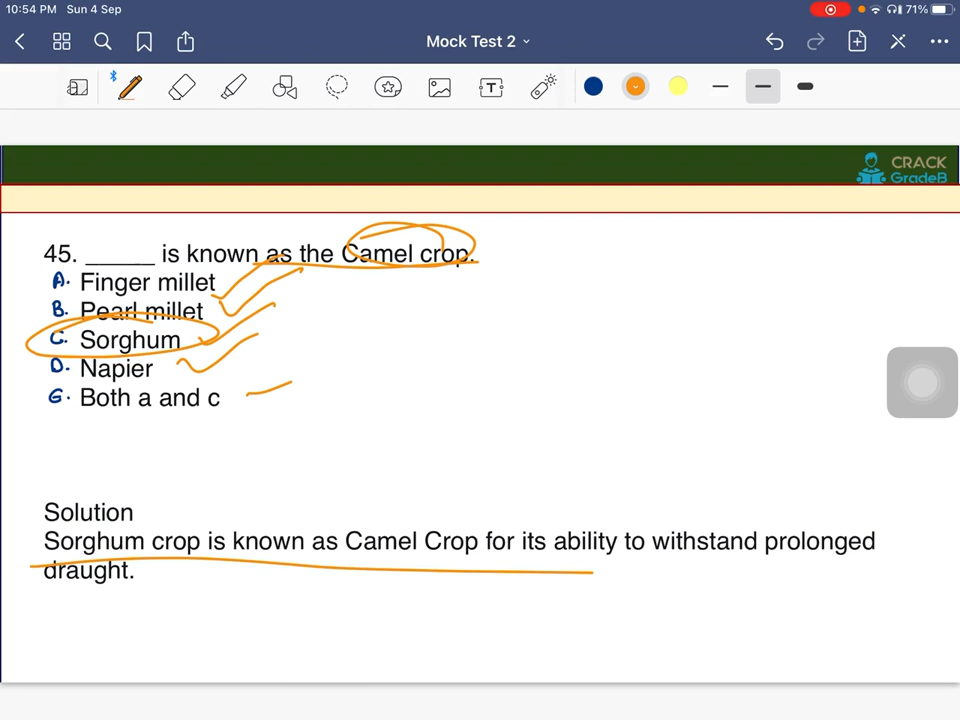 10:54 PM Sun 4 Sep
71%
Mock Test 2
T
CRACK
GradeB
45. _____ is known as the Camel crop.
A. Finger millet
B. Pearl millet
C. Sorghum
D. Napier
E. Both a and c
Solution
Sorghum crop is known as Camel Crop for its ability to withstand prolonged
draught.